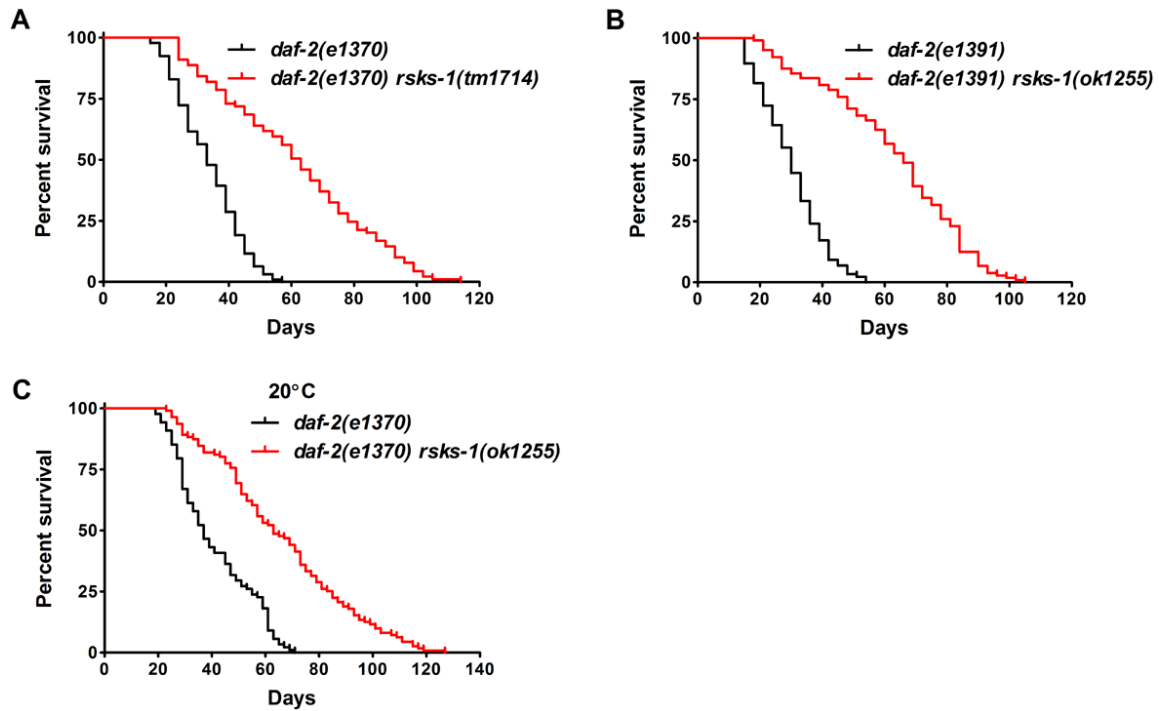 A
daf-2(e1370)
daf-2(e1370) rsks-1(tm1714)
Percent survival
100
75
50
25
0
0 20 40 60 80 100 120
Days
B
daf-2(e1391)
daf-2(e1391) rsks-1(ok1255)
Percent survival
100
75
50
25
0
0 20 40 60 80 100 120
Days
C
20°C
daf-2(e1370)
daf-2(e1370) rsks-1(ok1255)
Percent survival
100
75
50
25
0
0 20 40 60 80 100 120 140
Days